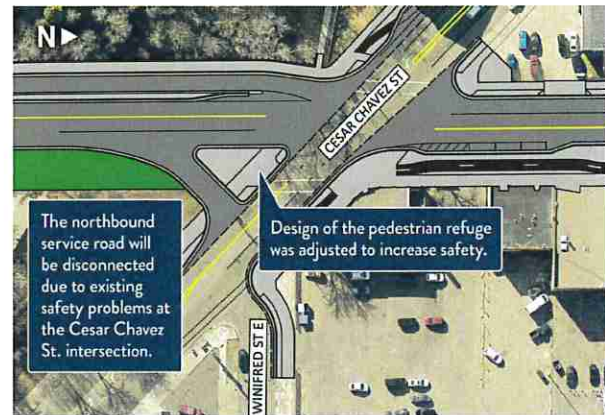 N
CESAR CHAVEZ ST
Design of the pedestrian refuge
was adjusted to increase safety.
The northbound
service road will
be disconnected
due to existing
safety problems at
the Cesar Chavez
St. intersection.
WINIFRED ST E